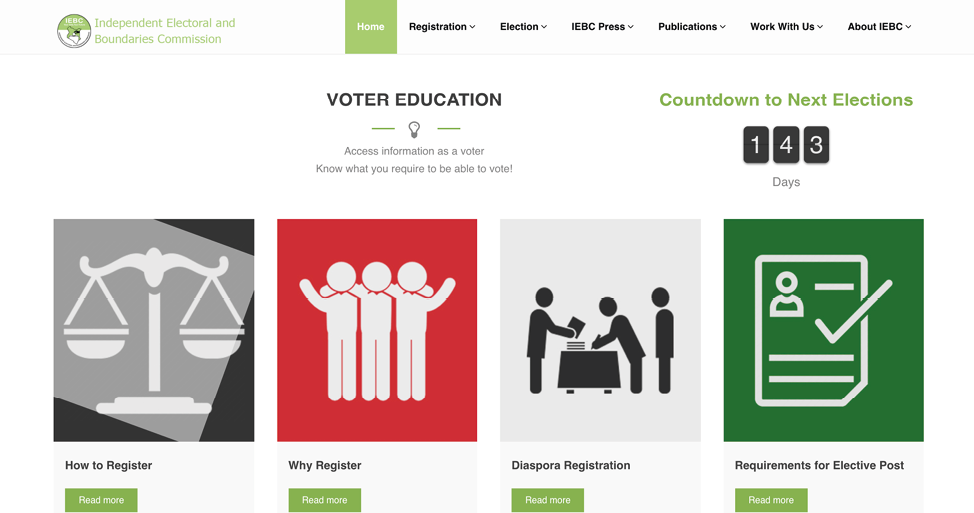 IEBC
Independent Electoral and
Boundaries Commission
Home
Registration
Election
IEBC Press
Publications
Work With Us
About IEBC
VOTER EDUCATION
Access information as a voter
Know what you require to be able to vote!
Countdown to Next Elections
1 4 3
Days
How to Register
Read more
Why Register
Read more
Diaspora Registration
Read more
Requirements for Elective Post
Read more